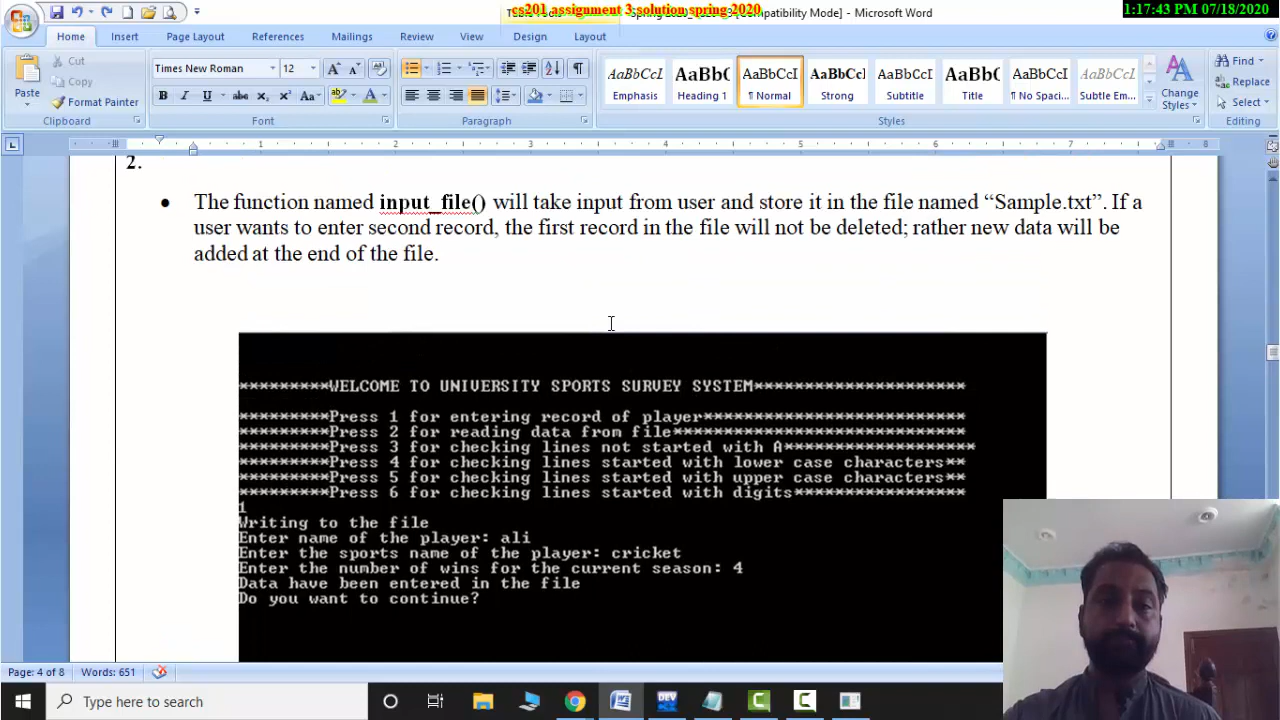 cs201 assignment 3 solution spring 2020
[Compatibility Mode] - Microsoft Word
1:17:43 PM 07/18/2020
Home Insert Page Layout References Mailings Review View Design Layout
Paste
Cut
Copy
Format Painter
Clipboard
Times New Roman 12
Font
Paragraph
AaBbCcI AaBbC AaBbCcI AaBbCcl AaBbCcI AaBb( AaBbCcI AaBbCcI
Emphasis Heading 1 ¶ Normal Strong Subtitle Title ¶ No Spaci... Subtle Em...
Change Styles
Styles
Find
Replace
Select
Editing
1 2 3 4 5 6 7 8
2.
• The function named input_file() will take input from user and store it in the file named “Sample.txt”. If a
user wants to enter second record, the first record in the file will not be deleted; rather new data will be
added at the end of the file.
*********WELCOME TO UNIVERSITY SPORTS SURVEY SYSTEM*********************
*********Press 1 for entering record of player**************************
*********Press 2 for reading data from file*****************************
*********Press 3 for checking lines not started with A*******************
*********Press 4 for checking lines started with lower case characters**
*********Press 5 for checking lines started with upper case characters**
*********Press 6 for checking lines started with digits*****************
1
Writing to the file
Enter name of the player: ali
Enter the sports name of the player: cricket
Enter the number of wins for the current season: 4
Data have been entered in the file
Do you want to continue?
Page: 4 of 8 Words: 651
Type here to search
DEV